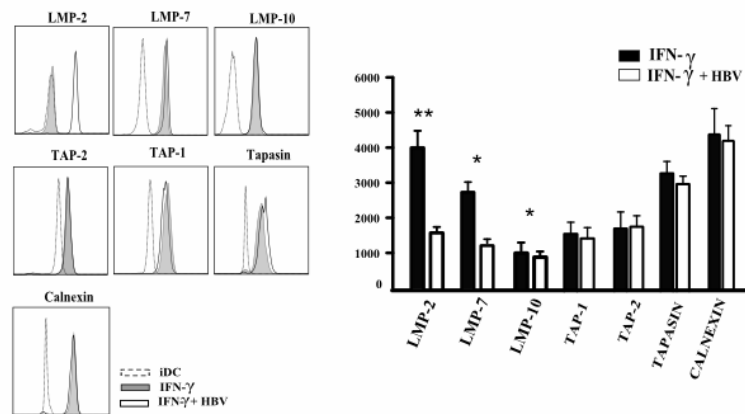 LMP-2 LMP-7 LMP-10
TAP-2 TAP-1 Tapasin
Calnexin
iDC
IFN-γ
IFN-γ+ HBV
IFN- γ
IFN- γ + HBV
6000
5000
4000
3000
2000
1000
0
**
*
*
LMP-2
LMP-7
LMP-10
TAP-1
TAP-2
TAPASIN
CALNEXIN